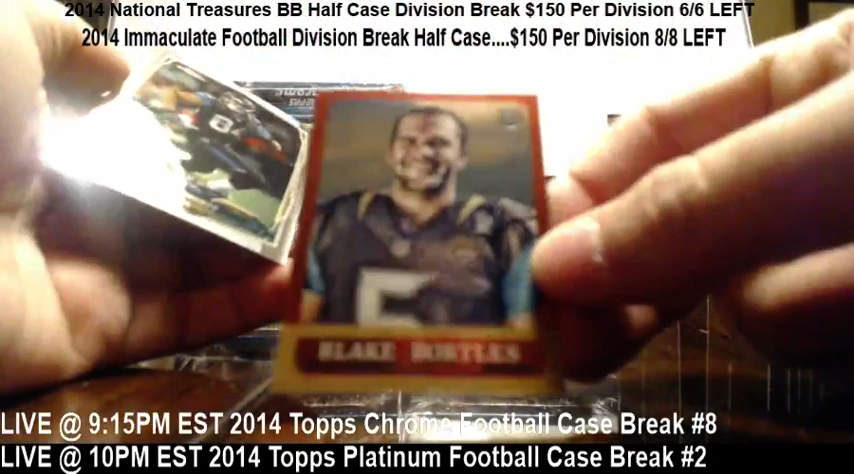 2014 National Treasures BB Half Case Division Break $150 Per Division 6/6 LEFT
2014 Immaculate Football Division Break Half Case....$150 Per Division 8/8 LEFT
BLAKE BORTLES
5
LIVE @ 9:15PM EST 2014 Topps Chrome Football Case Break #8
LIVE @ 10PM EST 2014 Topps Platinum Football Case Break #2